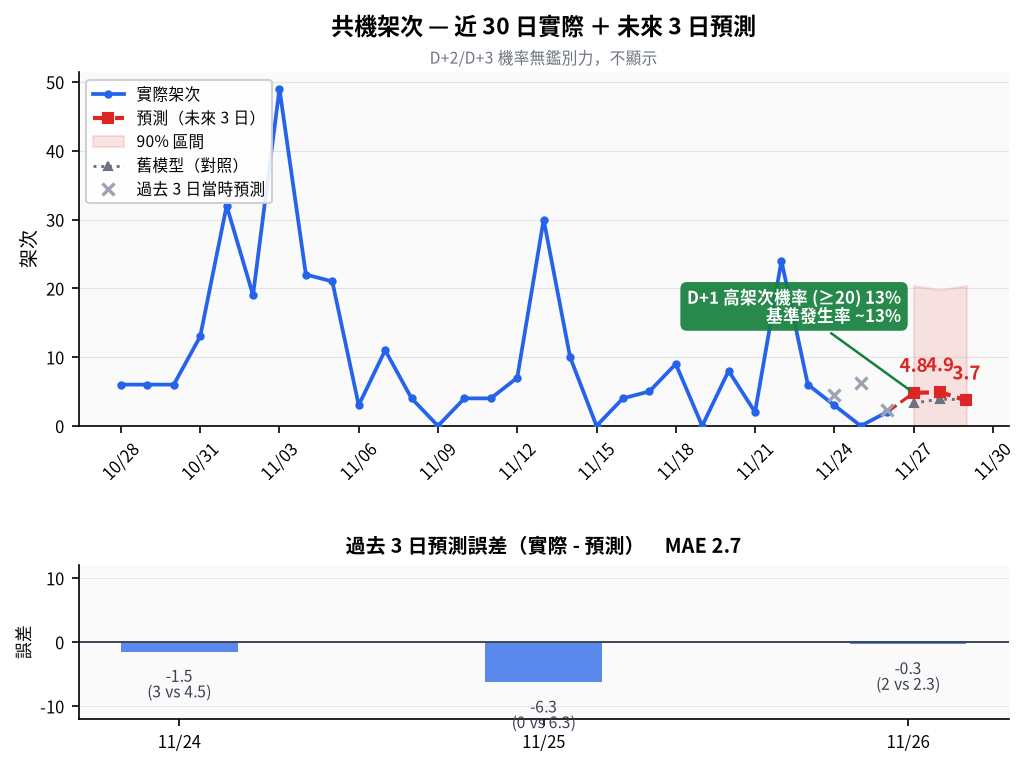 共機架次 — 近 30 日實際 ＋ 未來 3 日預測
D+2/D+3 機率無鑑別力，不顯示
實際架次
預測（未來 3 日）
90% 區間
舊模型（對照）
過去 3 日當時預測
架次
50
40
30
20
10
0
D+1 高架次機率 (≥20) 13%
基準發生率 ~13%
4.8
4.9
3.7
10/28
10/31
11/03
11/06
11/09
11/12
11/15
11/18
11/21
11/24
11/27
11/30
過去 3 日預測誤差（實際 - 預測） MAE 2.7
誤差
10
0
-10
-1.5
(3 vs 4.5)
-6.3
(0 vs 6.3)
-0.3
(2 vs 2.3)
11/24
11/25
11/26